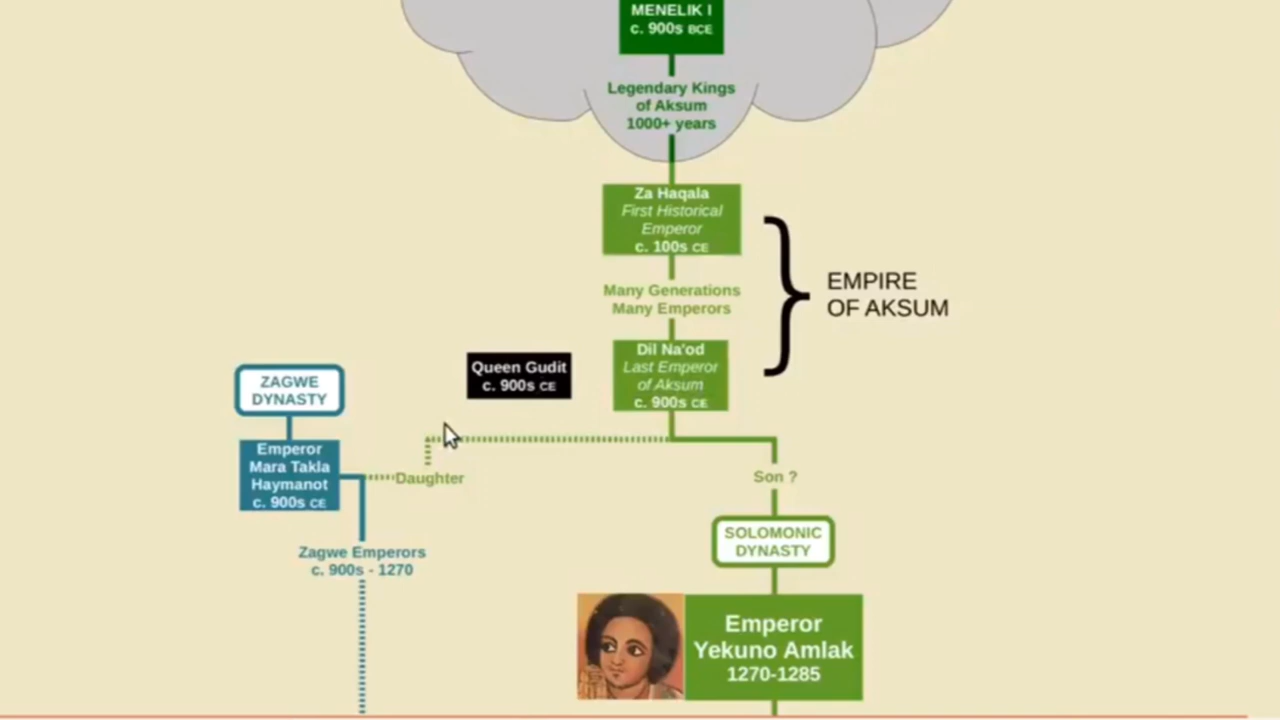 MENELIK I
c. 900s BCE
Legendary Kings
of Aksum
1000+ years
Za Haqala
First Historical
Emperor
c. 100s CE
EMPIRE
OF AKSUM
Many Generations
Many Emperors
Dil Na'od
Last Emperor
of Aksum
c. 900s CE
Queen Gudit
c. 900s CE
ZAGWE
DYNASTY
Emperor
Mara Takla
Haymanot
c. 900s CE
Daughter
Son ?
Zagwe Emperors
c. 900s - 1270
SOLOMONIC
DYNASTY
Emperor
Yekuno Amlak
1270-1285